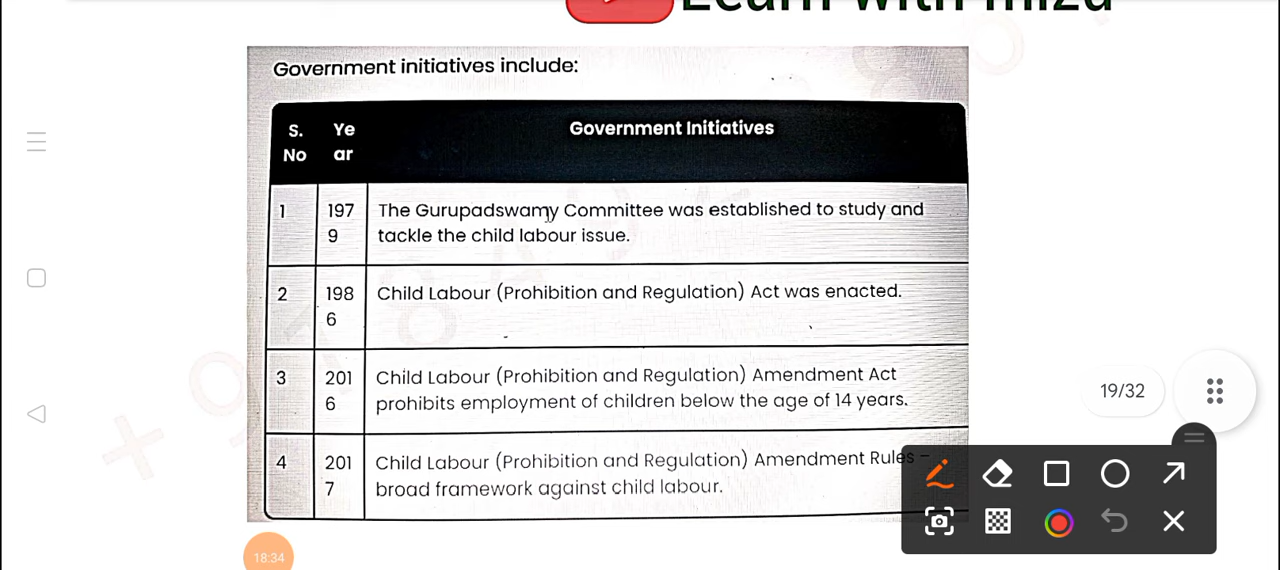 Learn with mizu
Government initiatives include:
S. No
Ye ar
Government Initiatives
1
197 9
The Gurupadswamy Committee was established to study and
tackle the child labour issue.
2
198 6
Child Labour (Prohibition and Regulation) Act was enacted.
3
201 6
Child Labour (Prohibition and Regulation) Amendment Act
prohibits employment of children below the age of 14 years.
4
201 7
Child Labour (Prohibition and Regulation) Amendment Rules –
broad framework against child labour.
19/32
18:34